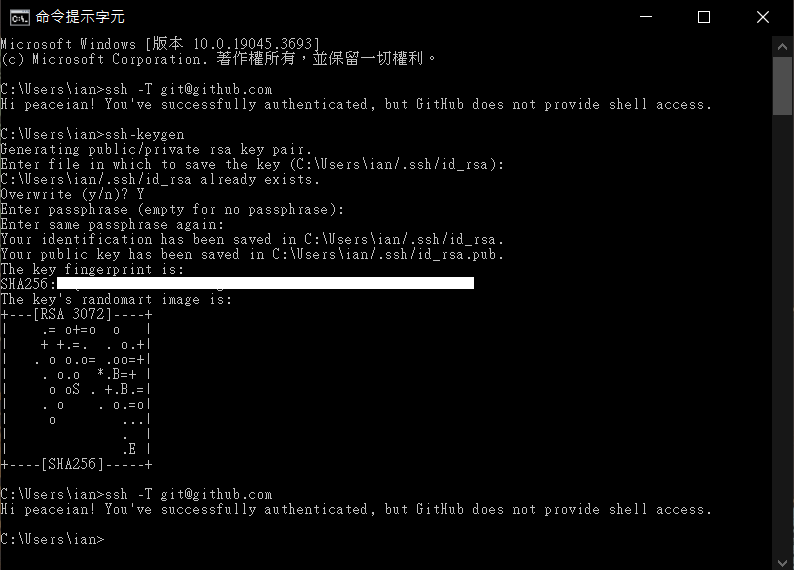 命令提示字元
Microsoft Windows [版本 10.0.19045.3693]
(c) Microsoft Corporation. 著作權所有，並保留一切權利。
C:\Users\ian>ssh -T git@github.com
Hi peaceian! You've successfully authenticated, but GitHub does not provide shell access.
C:\Users\ian>ssh-keygen
Generating public/private rsa key pair.
Enter file in which to save the key (C:\Users\ian/.ssh/id_rsa):
C:\Users\ian/.ssh/id_rsa already exists.
Overwrite (y/n)? Y
Enter passphrase (empty for no passphrase):
Enter same passphrase again:
Your identification has been saved in C:\Users\ian/.ssh/id_rsa.
Your public key has been saved in C:\Users\ian/.ssh/id_rsa.pub.
The key fingerprint is:
SHA256:
The key's randomart image is:
+---[RSA 3072]----+
|    .= o+=o  o   |
|    + +.=.  . o.+|
|   . o o.o= .oo=+|
|    . o.o  *.B=+ |
|     o oS . +.B.=|
|    . o    . o.=o|
|     o        ...|
|              .  |
|              .E |
+----[SHA256]-----+
C:\Users\ian>ssh -T git@github.com
Hi peaceian! You've successfully authenticated, but GitHub does not provide shell access.
C:\Users\ian>